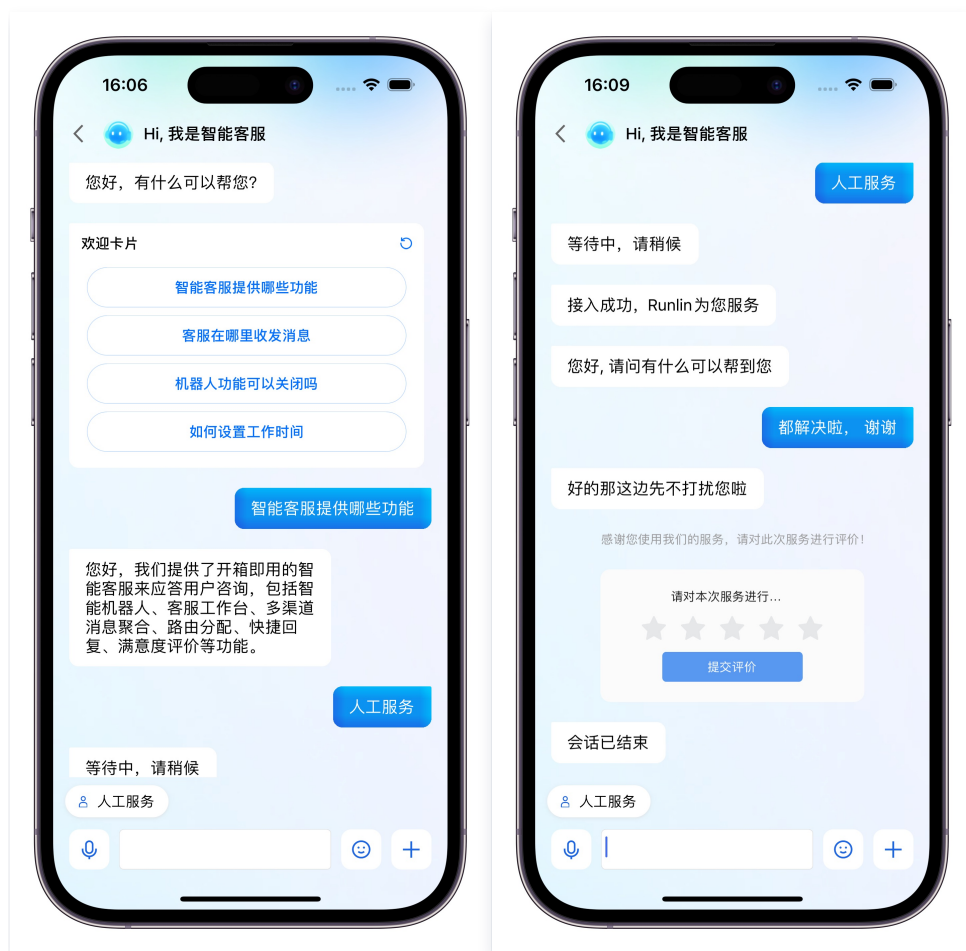 16:06
Hi, 我是智能客服
您好，有什么可以帮您?
欢迎卡片
智能客服提供哪些功能
客服在哪里收发消息
机器人功能可以关闭吗
如何设置工作时间
智能客服提供哪些功能
您好，我们提供了开箱即用的智
能客服来应答用户咨询，包括智
能机器人、客服工作台、多渠道
消息聚合、路由分配、快捷回
复、满意度评价等功能。
人工服务
等待中，请稍候
人工服务
16:09
Hi, 我是智能客服
人工服务
等待中，请稍候
接入成功，Runlin为您服务
您好, 请问有什么可以帮到您
都解决啦， 谢谢
好的那这边先不打扰您啦
感谢您使用我们的服务，请对此次服务进行评价!
请对本次服务进行...
提交评价
会话已结束
人工服务